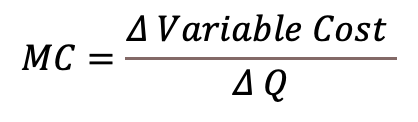 MC = Δ Variable Cost / Δ Q